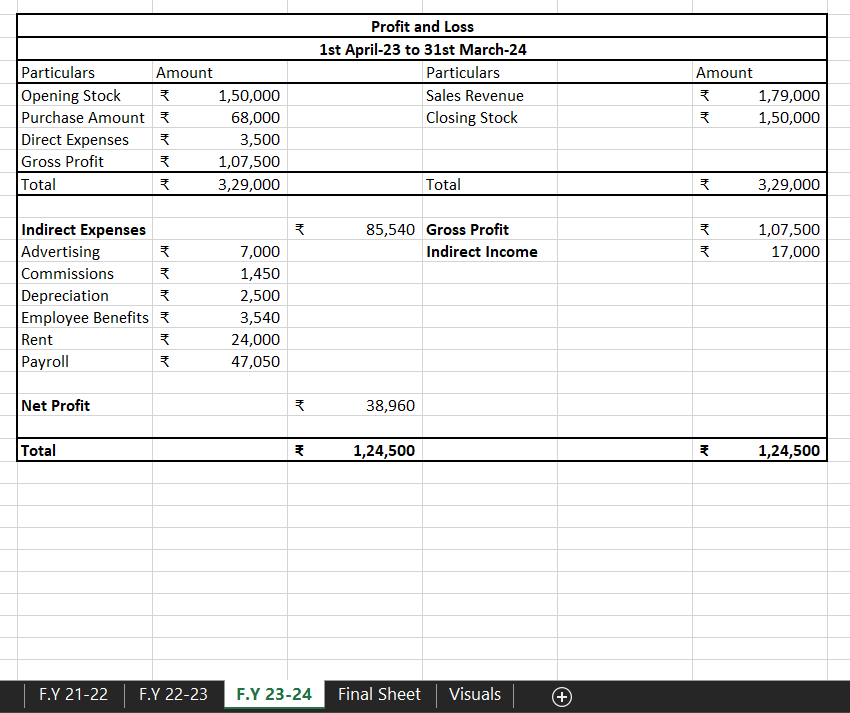 Profit and Loss
1st April-23 to 31st March-24
Particulars Amount Particulars Amount
Opening Stock ₹ 1,50,000 Sales Revenue ₹ 1,79,000
Purchase Amount ₹ 68,000 Closing Stock ₹ 1,50,000
Direct Expenses ₹ 3,500
Gross Profit ₹ 1,07,500
Total ₹ 3,29,000 Total ₹ 3,29,000
Indirect Expenses ₹ 85,540 Gross Profit ₹ 1,07,500
Advertising ₹ 7,000 Indirect Income ₹ 17,000
Commissions ₹ 1,450
Depreciation ₹ 2,500
Employee Benefits ₹ 3,540
Rent ₹ 24,000
Payroll ₹ 47,050
Net Profit ₹ 38,960
Total ₹ 1,24,500 ₹ 1,24,500
F.Y 21-22 F.Y 22-23 F.Y 23-24 Final Sheet Visuals